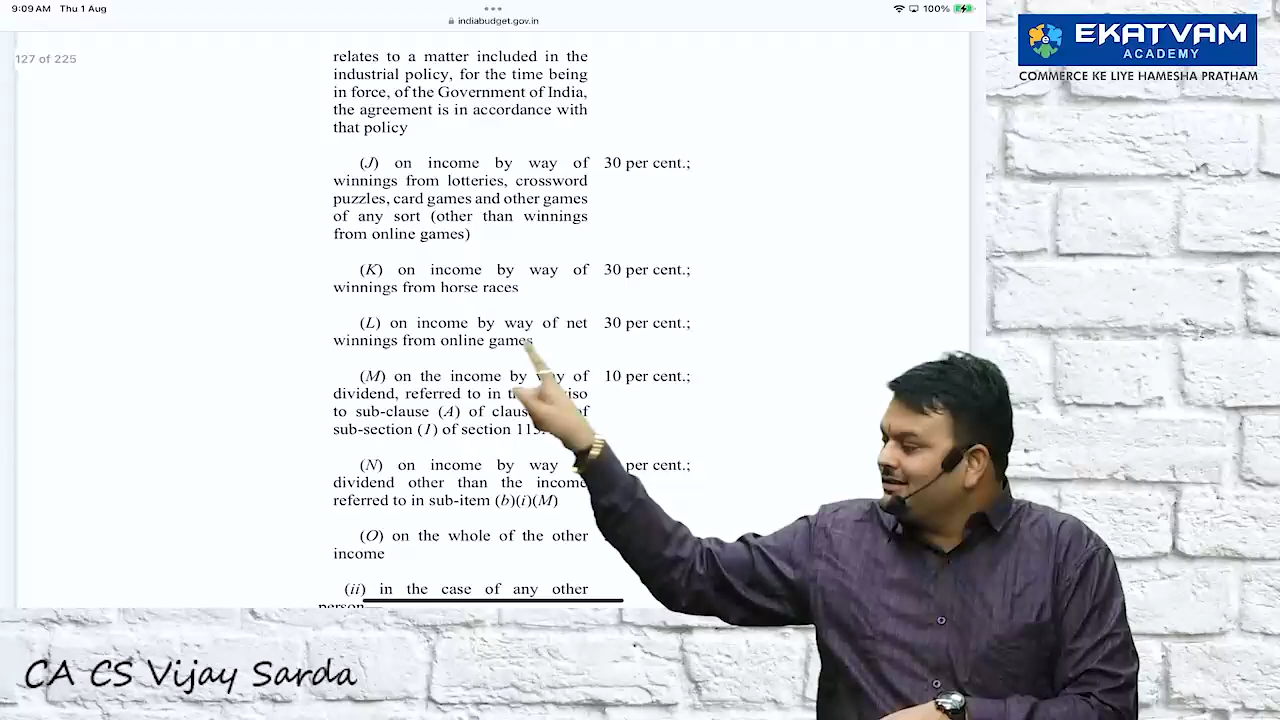 9:09 AM Thu 1 Aug
indiabudget.gov.in
100%
127 of 225
relates to a matter included in the
industrial policy, for the time being
in force, of the Government of India,
the agreement is in accordance with
that policy
(J) on income by way of 30 per cent.;
winnings from lotteries, crossword
puzzles, card games and other games
of any sort (other than winnings
from online games)
(K) on income by way of 30 per cent.;
winnings from horse races
(L) on income by way of net 30 per cent.;
winnings from online games
(M) on the income by way of 10 per cent.;
dividend, referred to in
to sub-clause (A) of of
sub-section (1) of section
(N) on income by way per cent.;
dividend other than the income
referred to in sub-item (b)(i)(M)
(O) on the whole of the other
income
(ii) in the case of any other
person
EKATVAM
ACADEMY
COMMERCE KE LIYE HAMESHA PRATHAM
CA CS Vijay Sarda